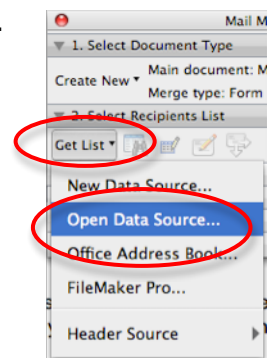 Mail M
1. Select Document Type
Create New
Main document: M
Merge type: Form
2. Select Recipients List
Get List
New Data Source...
Open Data Source...
Office Address Book...
FileMaker Pro...
Header Source